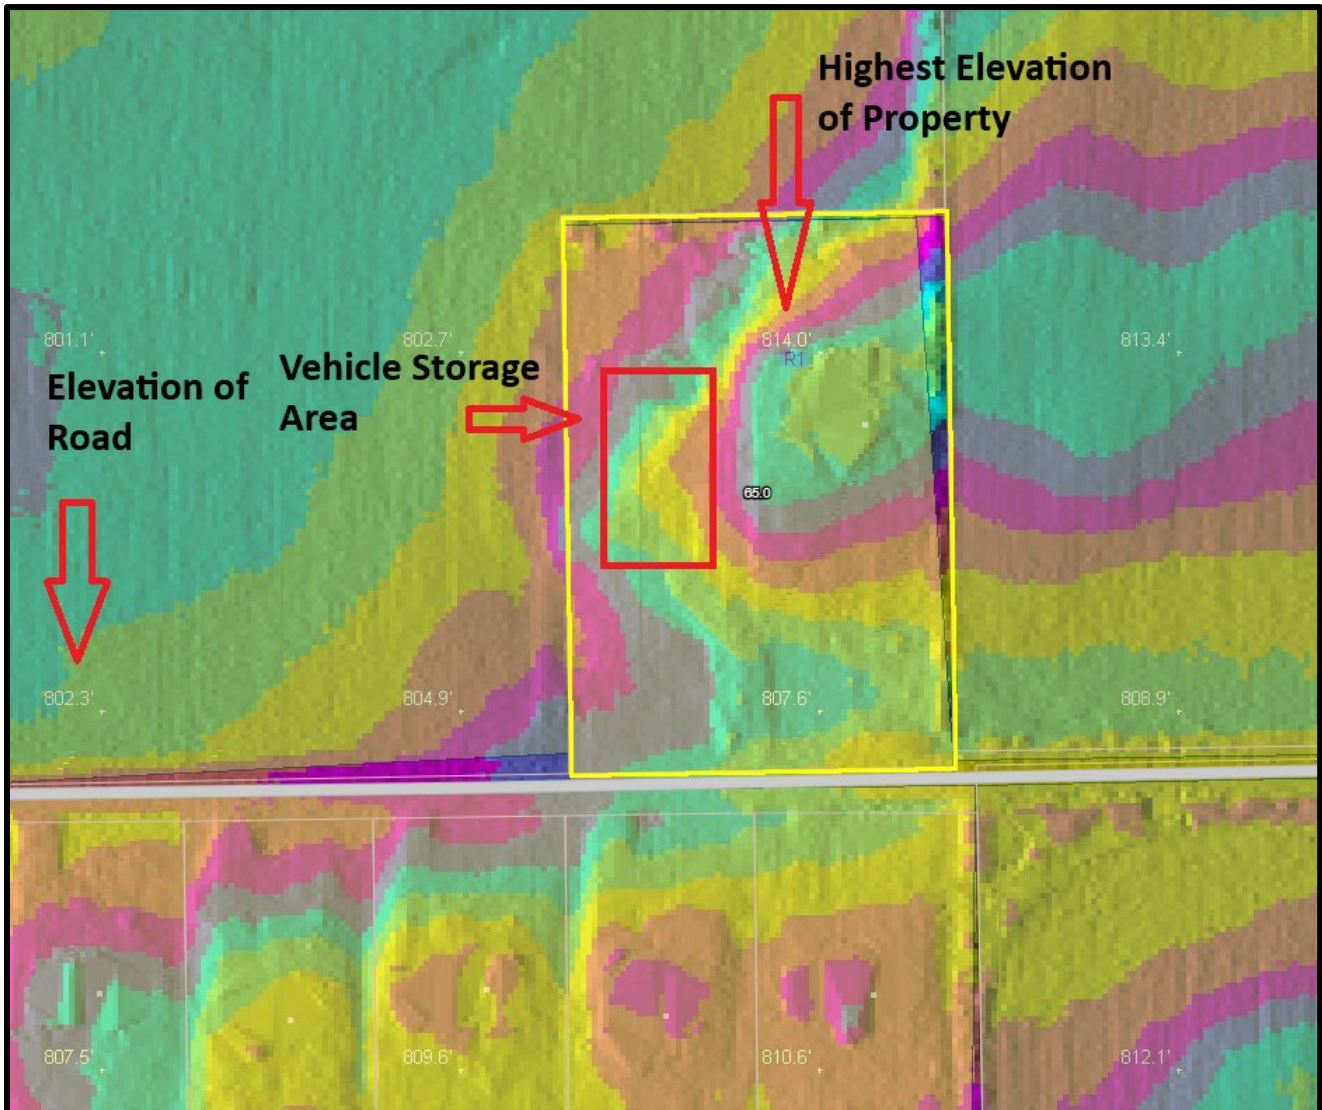 Highest Elevation
of Property
801.1'
802.7'
814.0'
813.4'
R1
Vehicle Storage
Area
Elevation of
Road
65.0
802.3'
804.9'
807.6'
808.9'
807.5'
809.6'
810.6'
812.1'